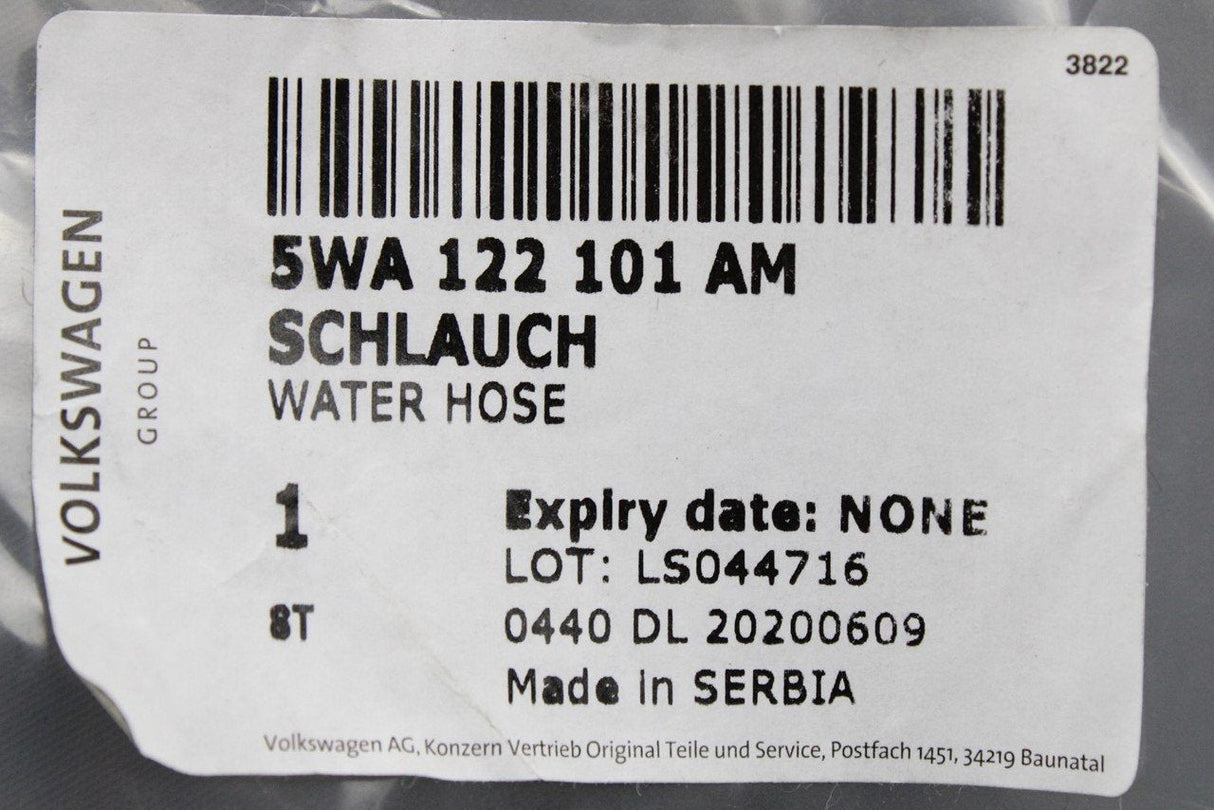 3822
VOLKSWAGEN
GROUP
5WA 122 101 AM
SCHLAUCH
WATER HOSE
1
Expiry date: NONE
LOT: LS044716
8T
0440 DL 20200609
Made in SERBIA
Volkswagen AG, Konzern Vertrieb Original Teile und Service, Postfach 1451, 34219 Baunatal